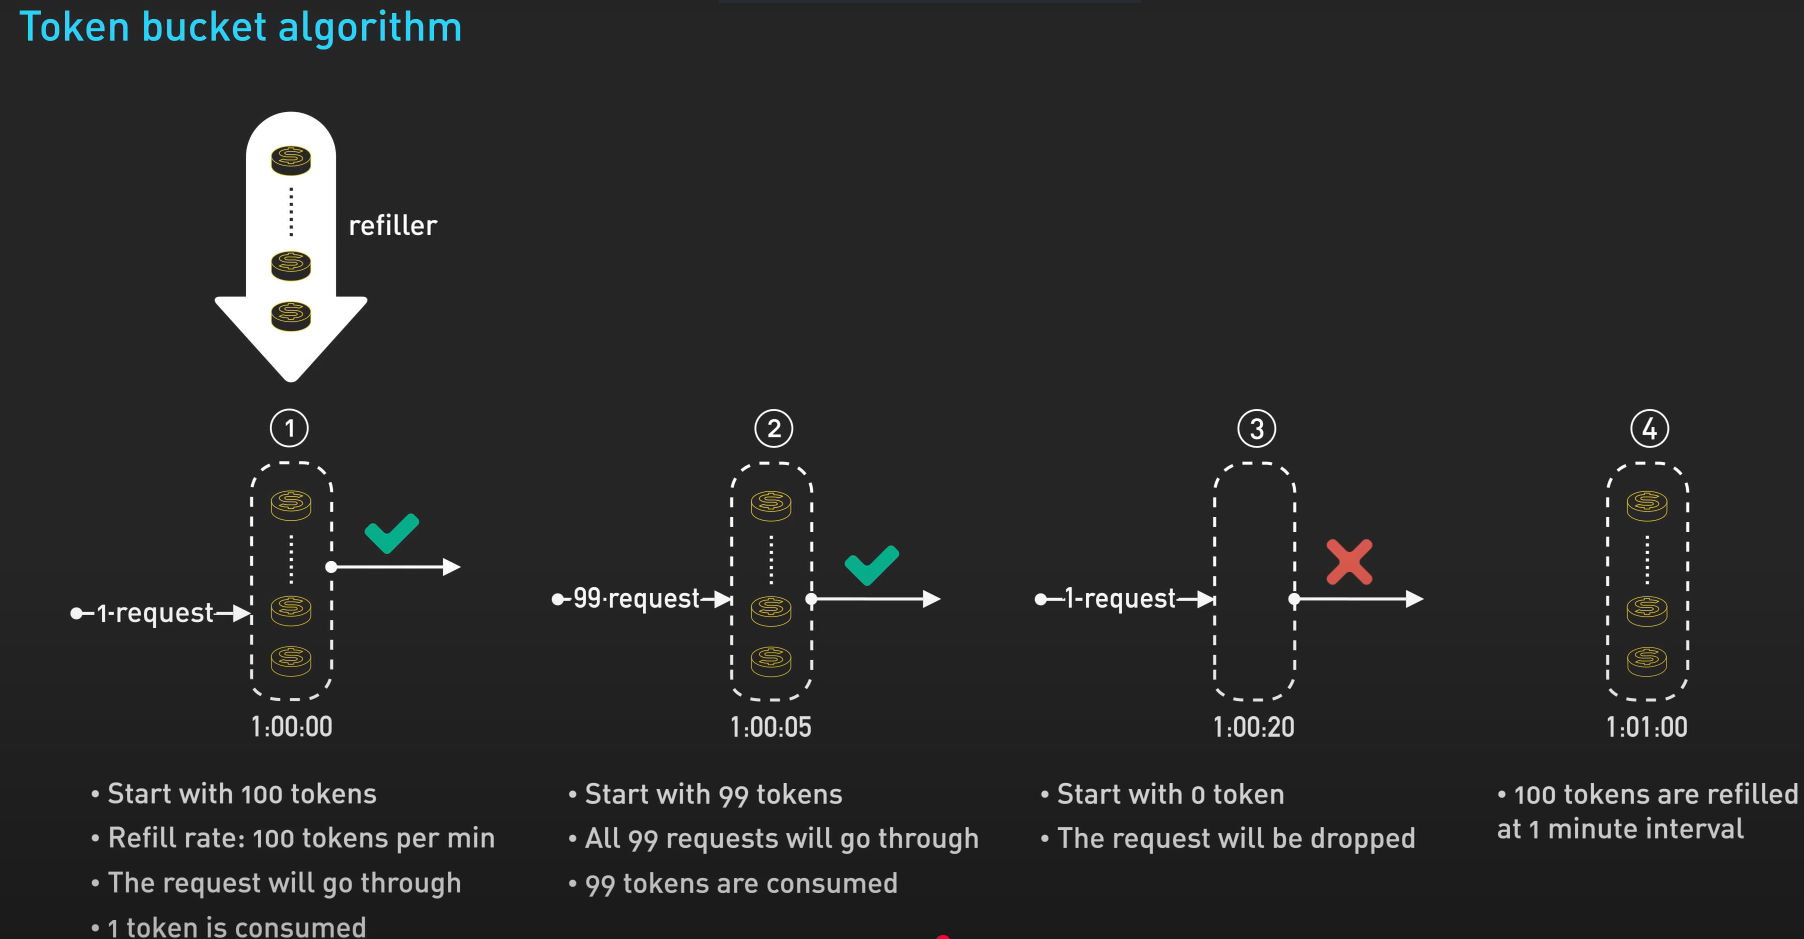 Token bucket algorithm
refiller
1
2
3
4
1-request
99-request
1-request
1:00:00
1:00:05
1:00:20
1:01:00
• Start with 100 tokens
• Refill rate: 100 tokens per min
• The request will go through
• 1 token is consumed
• Start with 99 tokens
• All 99 requests will go through
• 99 tokens are consumed
• Start with 0 token
• The request will be dropped
• 100 tokens are refilled
at 1 minute interval